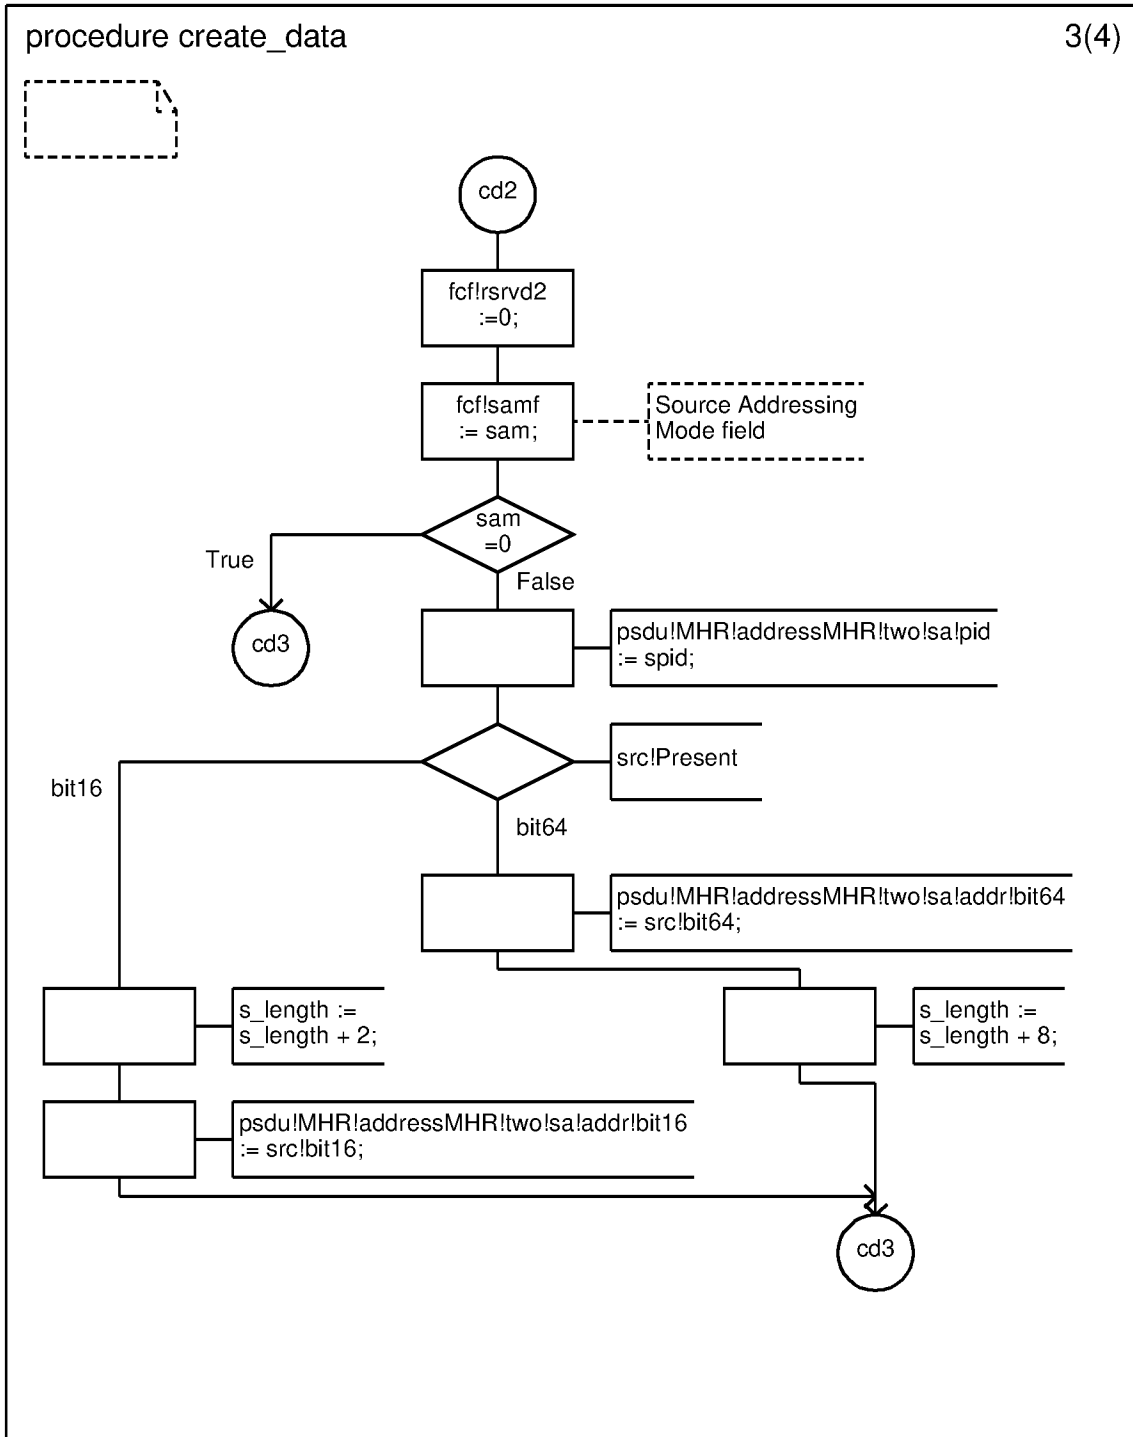 procedure create_data
3(4)
cd2
fcf!rsrvd2
:=0;
fcf!samf
:= sam;
Source Addressing
Mode field
sam
=0
True
False
cd3
psdu!MHR!addressMHR!two!sa!pid
:= spid;
src!Present
bit16
bit64
psdu!MHR!addressMHR!two!sa!addr!bit64
:= src!bit64;
s_length :=
s_length + 2;
s_length :=
s_length + 8;
psdu!MHR!addressMHR!two!sa!addr!bit16
:= src!bit16;
cd3